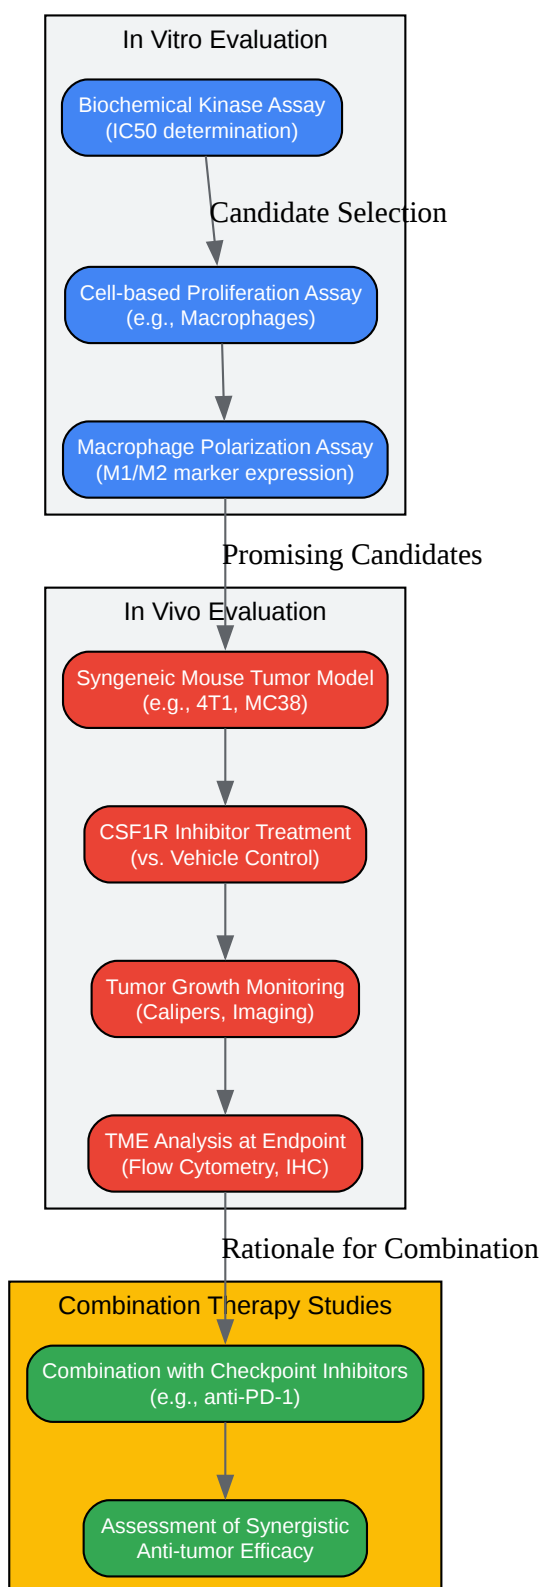 In Vitro Evaluation
Biochemical Kinase Assay
(IC50 determination)
Candidate Selection
Cell-based Proliferation Assay
(e.g., Macrophages)
Macrophage Polarization Assay
(M1/M2 marker expression)
Promising Candidates
In Vivo Evaluation
Syngeneic Mouse Tumor Model
(e.g., 4T1, MC38)
CSF1R Inhibitor Treatment
(vs. Vehicle Control)
Tumor Growth Monitoring
(Calipers, Imaging)
TME Analysis at Endpoint
(Flow Cytometry, IHC)
Rationale for Combination
Combination Therapy Studies
Combination with Checkpoint Inhibitors
(e.g., anti-PD-1)
Assessment of Synergistic
Anti-tumor Efficacy